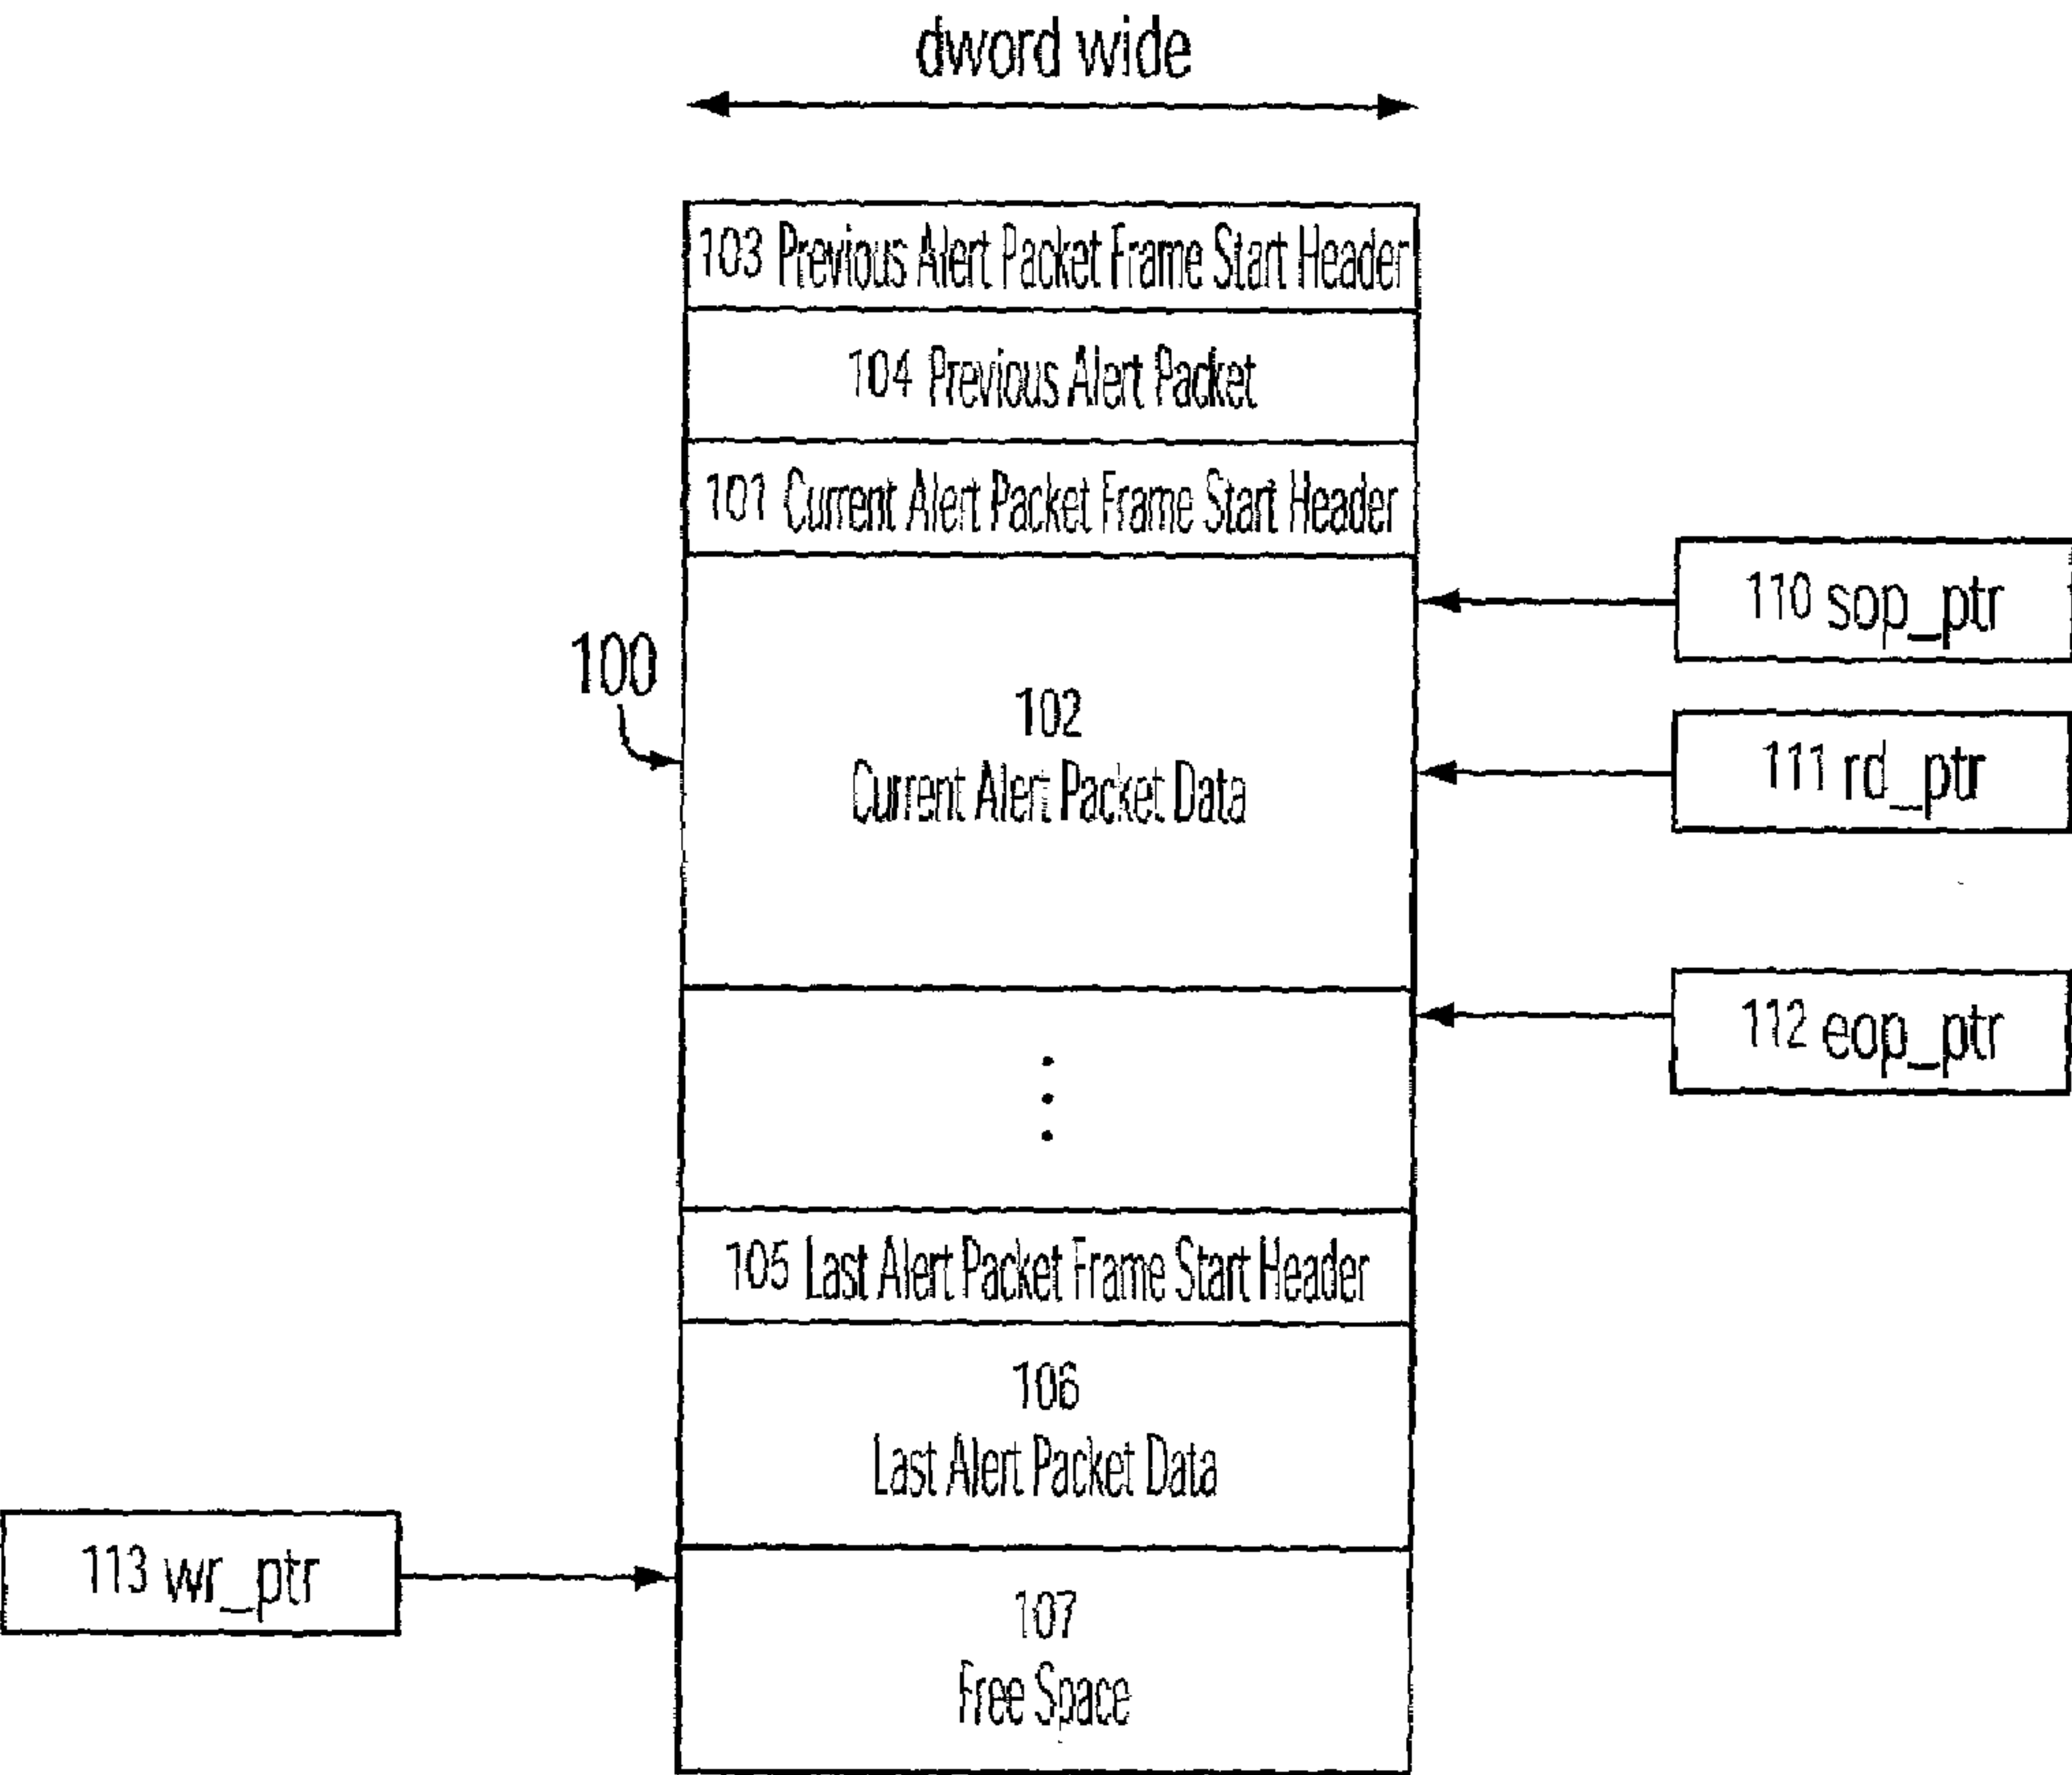 dword wide
103 Previous Alert Packet Frame Start Header
104 Previous Alert Packet
101 Current Alert Packet Frame Start Header
110 sop_ptr
100
102
Current Alert Packet Data
111 rd_ptr
112 eop_ptr
105 Last Alert Packet Frame Start Header
106
Last Alert Packet Data
113 wr_ptr
107
Free Space